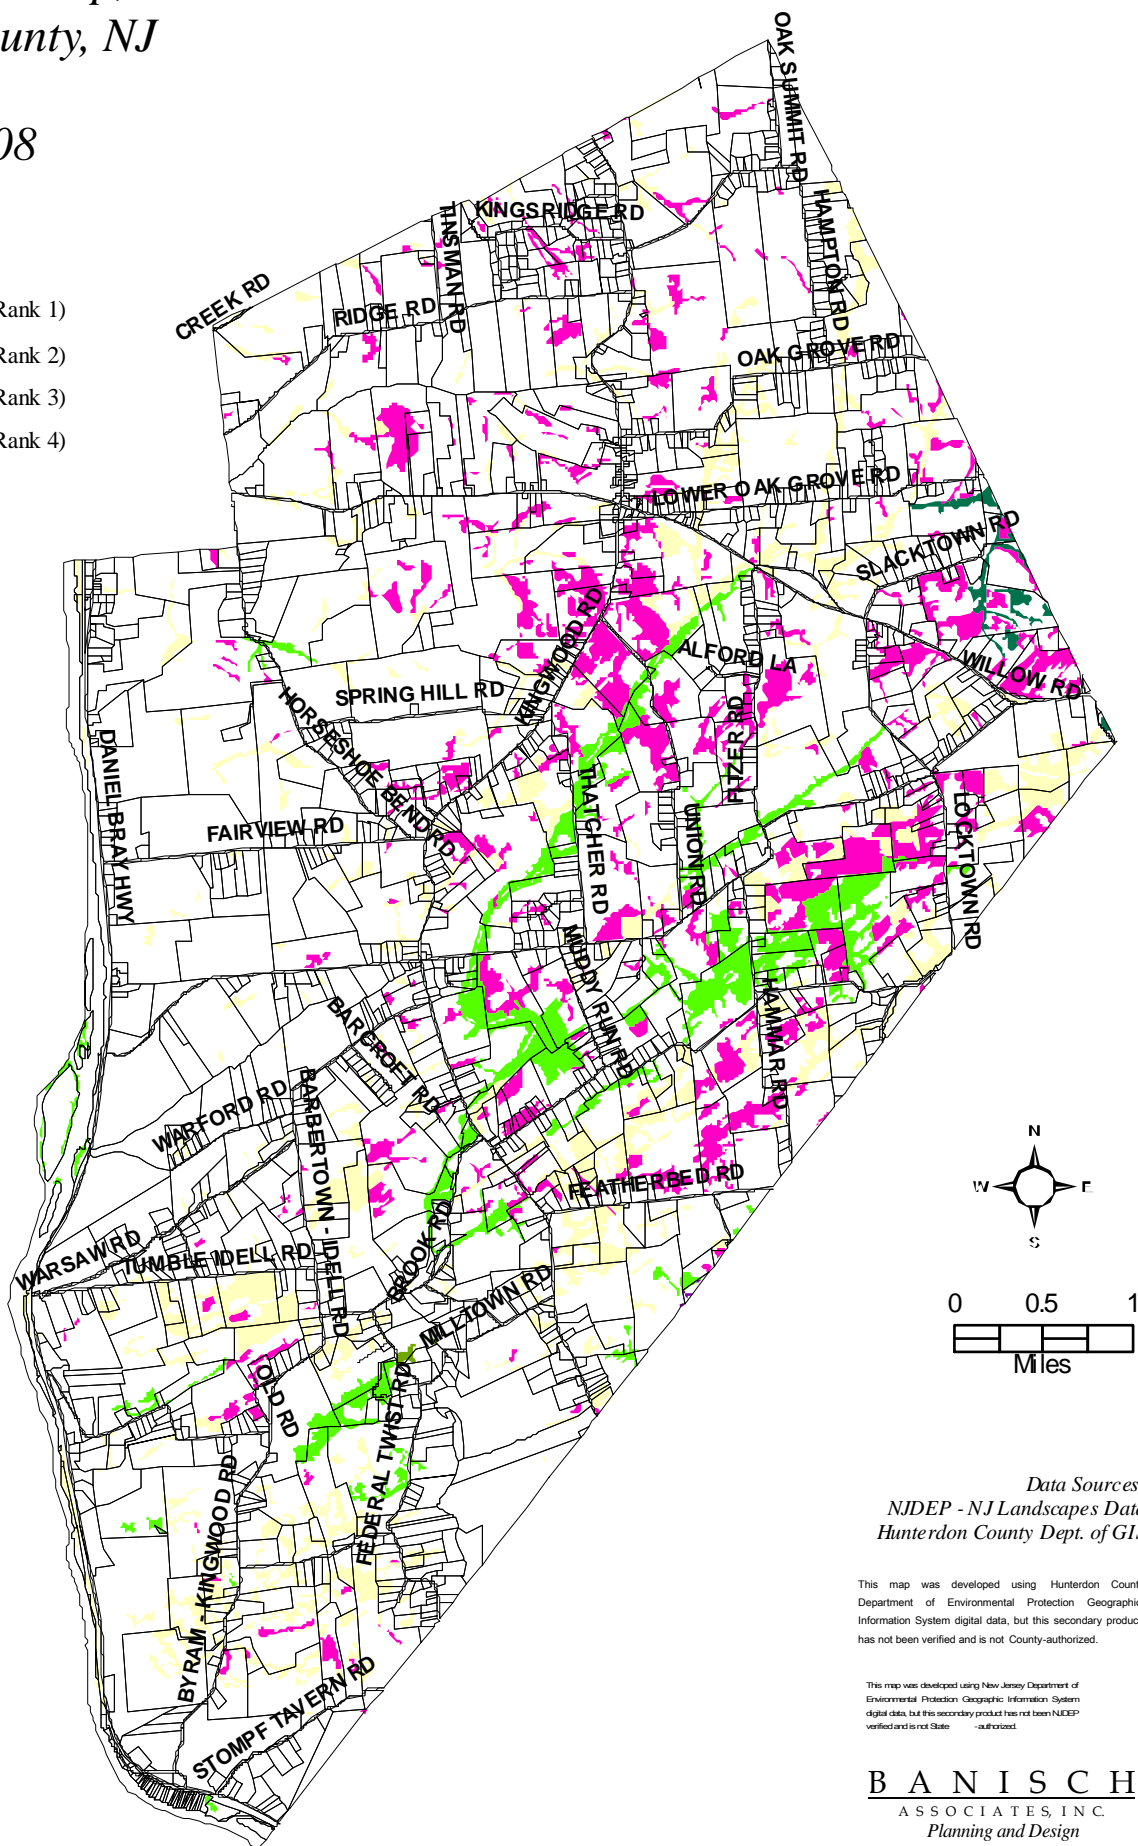 unty, NJ
08
Rank 1)
Rank 2)
Rank 3)
Rank 4)
OAK SUMMIT RD
KINGSRIDGE RD
TINSMAN RD
HAMPTON RD
CREEK RD
RIDGE RD
OAK GROVE RD
LOWER OAK GROVE RD
SLACKTOWN RD
KINGWOOD RD
ALFORD LA
WILLOW RD
SPRING HILL RD
HORSESHOE BEND RD
FITZER RD
DANIEL BRAY HWY
THATCHER RD
UNION RD
LOCKTOWN RD
FAIRVIEW RD
MUDDY RUN RD
HAMMAR RD
BARCROFT RD
WARFORD RD
BARBERTOWN - IDELL RD
FEATHERBED RD
BROOK RD
WARSAW RD
TUMBLE IDELL RD
MILLTOWN RD
OLD RD
FEDERAL TWIST RD
BYRAM - KINGWOOD RD
STOMPF TAVERN RD
N
W E
S
0 0.5 1
Miles
Data Sources
NJDEP - NJ Landscapes Data
Hunterdon County Dept. of GIS
This map was developed using Hunterdon County
Department of Environmental Protection Geographic
Information System digital data, but this secondary product
has not been verified and is not County-authorized.
This map was developed using New Jersey Department of
Environmental Protection Geographic Information System
digital data, but this secondary product has not been NJDEP
verified and is not State -authorized.
BANISCH
ASSOCIATES, INC.
Planning and Design